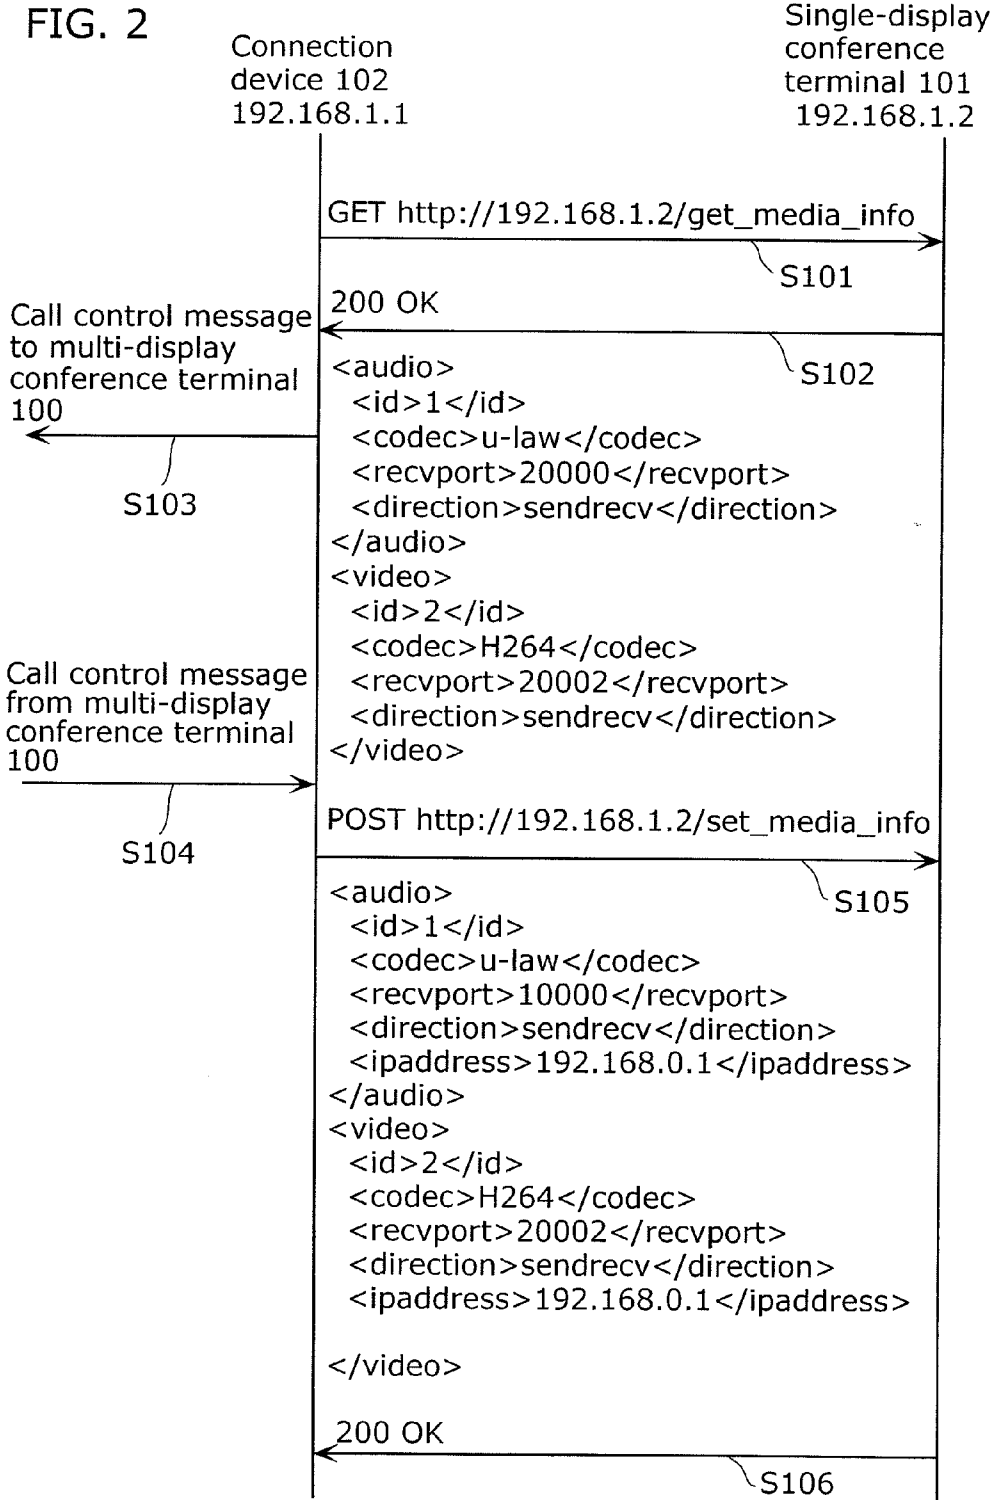 FIG. 2
Connection
device 102
192.168.1.1
Single-display
conference
terminal 101
192.168.1.2
GET http://192.168.1.2/get_media_info
S101
200 OK
S102
Call control message
to multi-display
conference terminal
100
S103
<audio>
<id>1</id>
<codec>u-law</codec>
<recvport>20000</recvport>
<direction>sendrecv</direction>
</audio>
<video>
<id>2</id>
<codec>H264</codec>
<recvport>20002</recvport>
<direction>sendrecv</direction>
</video>
Call control message
from multi-display
conference terminal
100
S104
POST http://192.168.1.2/set_media_info
S105
<audio>
<id>1</id>
<codec>u-law</codec>
<recvport>10000</recvport>
<direction>sendrecv</direction>
<ipaddress>192.168.0.1</ipaddress>
</audio>
<video>
<id>2</id>
<codec>H264</codec>
<recvport>20002</recvport>
<direction>sendrecv</direction>
<ipaddress>192.168.0.1</ipaddress>
</video>
200 OK
S106